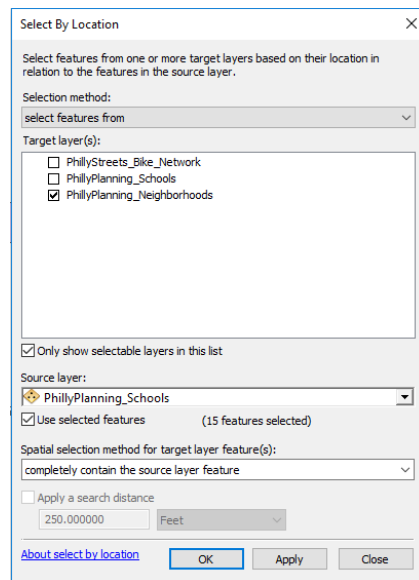 Select By Location
Select features from one or more target layers based on their location in
relation to the features in the source layer.
Selection method:
select features from
Target layer(s):
PhillyStreets_Bike_Network
PhillyPlanning_Schools
PhillyPlanning_Neighborhoods
Only show selectable layers in this list
Source layer:
PhillyPlanning_Schools
Use selected features (15 features selected)
Spatial selection method for target layer feature(s):
completely contain the source layer feature
Apply a search distance
250.000000 Feet
About select by location OK Apply Close